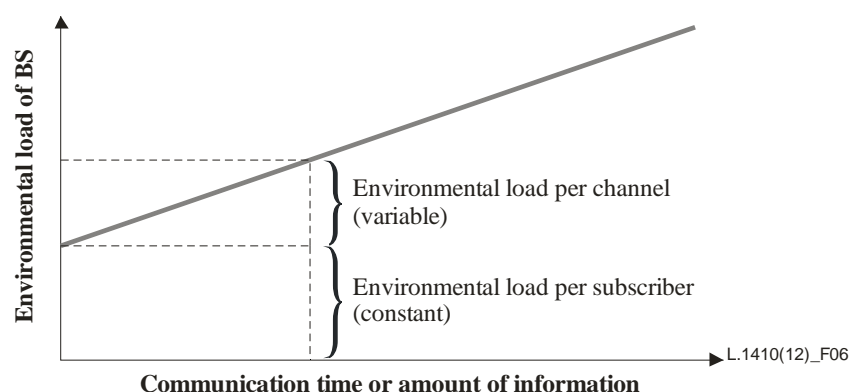 Environmental load of BS
Environmental load per channel
(variable)
Environmental load per subscriber
(constant)
L.1410(12)_F06
Communication time or amount of information